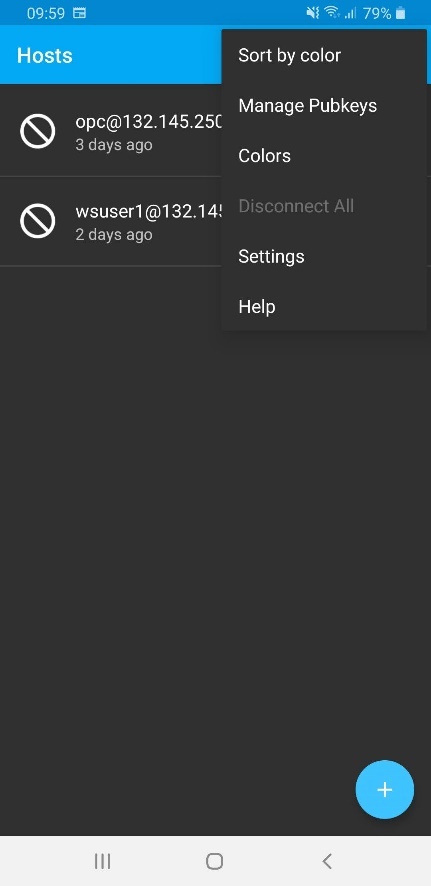 09:59
79%
Hosts
Sort by color
opc@132.145.250
3 days ago
Manage Pubkeys
Colors
wsuser1@132.145
2 days ago
Disconnect All
Settings
Help